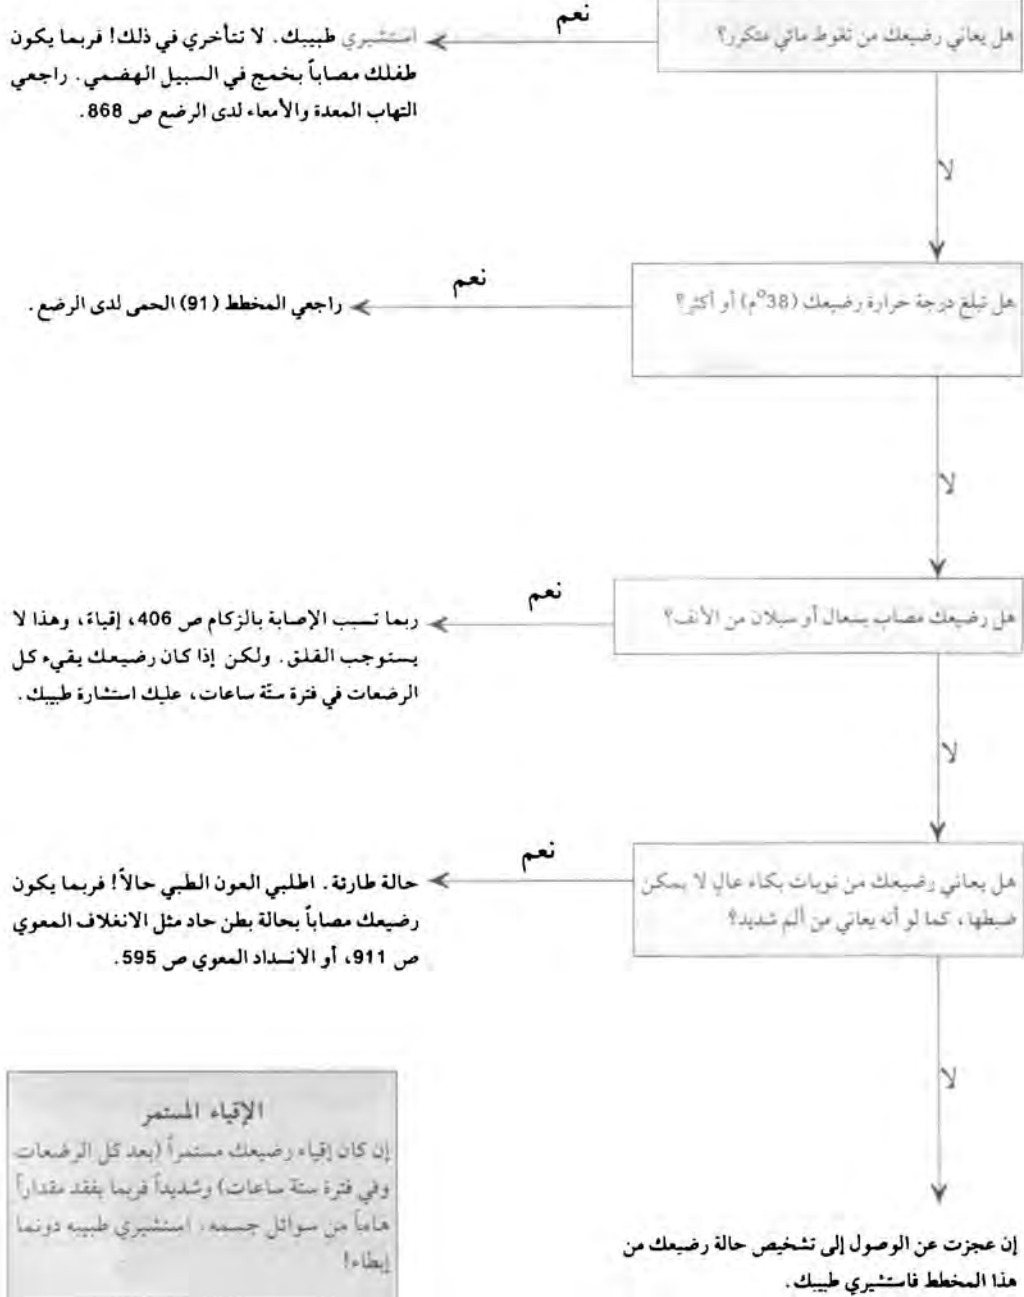 هل يعاني رضيعك من تغوط مائي متكرر؟
نعم
استشيري طبيبك. لا تتأخري في ذلك! فربما يكون
طفلك مصاباً بخمج في السبيل الهضمي. راجعي
التهاب المعدة والأمعاء لدى الرضع ص 868.
لا
هل تبلغ درجة حرارة رضيعك (38°م) أو أكثر؟
نعم
راجعي المخطط (91) الحمى لدى الرضع.
لا
هل رضيعك مصاب بسعال أو سيلان من الأنف؟
نعم
ربما تسبب الإصابة بالزكام ص 406، إقياءً، وهذا لا
يستوجب القلق. ولكن إذا كان رضيعك يقيء كل
الرضعات في فترة ستّة ساعات، عليك استشارة طبيبك.
لا
هل يعاني رضيعك من نوبات بكاء عالٍ لا يمكن
ضبطها، كما لو أنه يعاني من ألم شديد؟
نعم
حالة طارئة. اطلبي العون الطبي حالاً! فربما يكون
رضيعك مصاباً بحالة بطن حاد مثل الانغلاف المعوي
ص 911، أو الانسداد المعوي ص 595.
لا
إن عجزت عن الوصول إلى تشخيص حالة رضيعك من
هذا المخطط فاستشيري طبيبك.
الإقياء المستمر
إن كان إقياء رضيعك مستمراً (بعد كل الرضعات
وفي فترة ستة ساعات) وشديداً فربما يفقد مقداراً
هاماً من سوائل جسمه، استشيري طبيبه دونما
إبطاء!